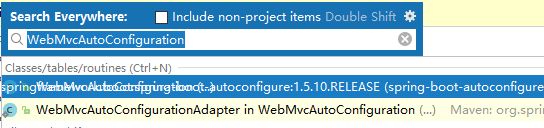 Search Everywhere: Include non-project items Double Shift
WebMvcAutoConfiguration
Classes/tables/routines (Ctrl+N)
autoconfigure:1.5.10.RELEASE (spring-boot-autoconfigure
WebMvcAutoConfigurationAdapter in WebMvcAutoConfiguration (...) Maven: org.spri